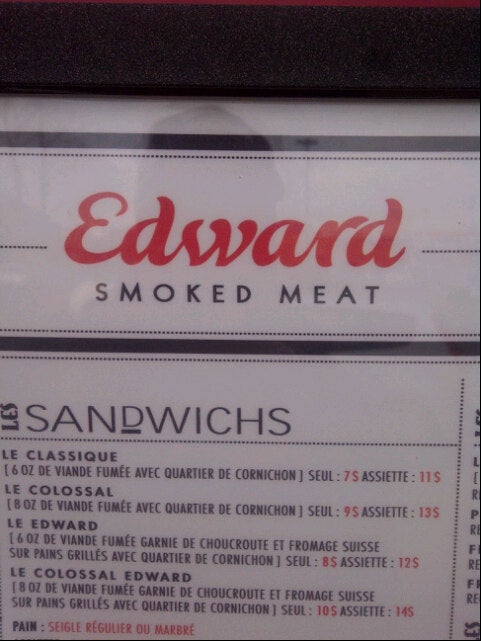 Edward
SMOKED MEAT
LES SANDWICHS
LE CLASSIQUE
[ 6 OZ DE VIANDE FUMÉE AVEC QUARTIER DE CORNICHON ] SEUL : 7$ ASSIETTE : 11$
LE COLOSSAL
[ 8 OZ DE VIANDE FUMÉE AVEC QUARTIER DE CORNICHON ] SEUL : 9$ ASSIETTE : 13$
LE EDWARD
[ 6 OZ DE VIANDE FUMÉE GARNIE DE CHOUCROUTE ET FROMAGE SUISSE
SUR PAINS GRILLÉS AVEC QUARTIER DE CORNICHON ] SEUL : 8$ ASSIETTE : 12$
LE COLOSSAL EDWARD
[ 8 OZ DE VIANDE FUMÉE GARNIE DE CHOUCROUTE ET FROMAGE SUISSE
SUR PAINS GRILLÉS AVEC QUARTIER DE CORNICHON ] SEUL : 10$ ASSIETTE : 14$
PAIN : SEIGLE RÉGULIER OU MARBRÉ